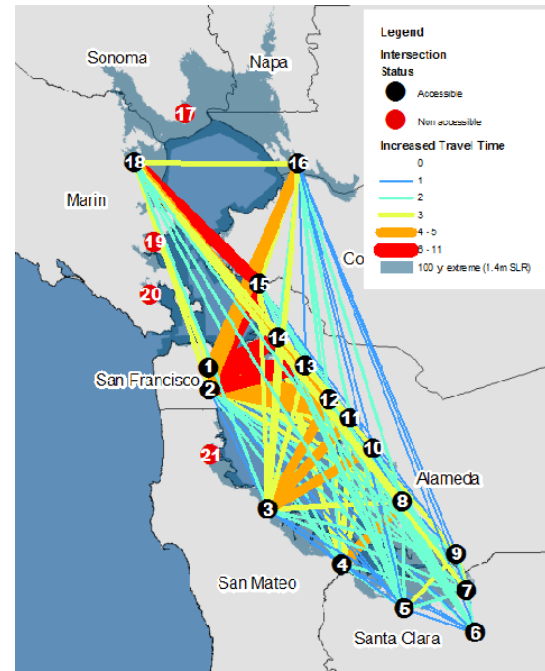 Sonoma
Napa
Legend
Intersection
Status
Accessible
Non accessible
Increased Travel Time
0
1
2
3
4 - 5
6 - 11
100 y extreme (1.4m SLR)
17
18
16
Marin
19
Co
15
20
14
1
13
San Francisco
2
12
11
10
21
Alameda
3
8
4
9
San Mateo
7
5
6
Santa Clara